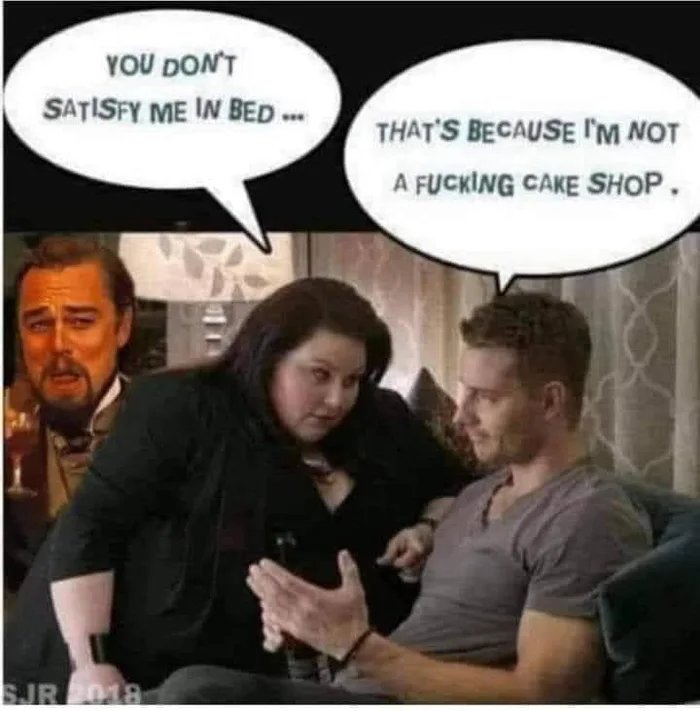 YOU DON'T
SATISFY ME IN BED ...
THAT'S BECAUSE I'M NOT
A FUCKING CAKE SHOP .
SJR 2018